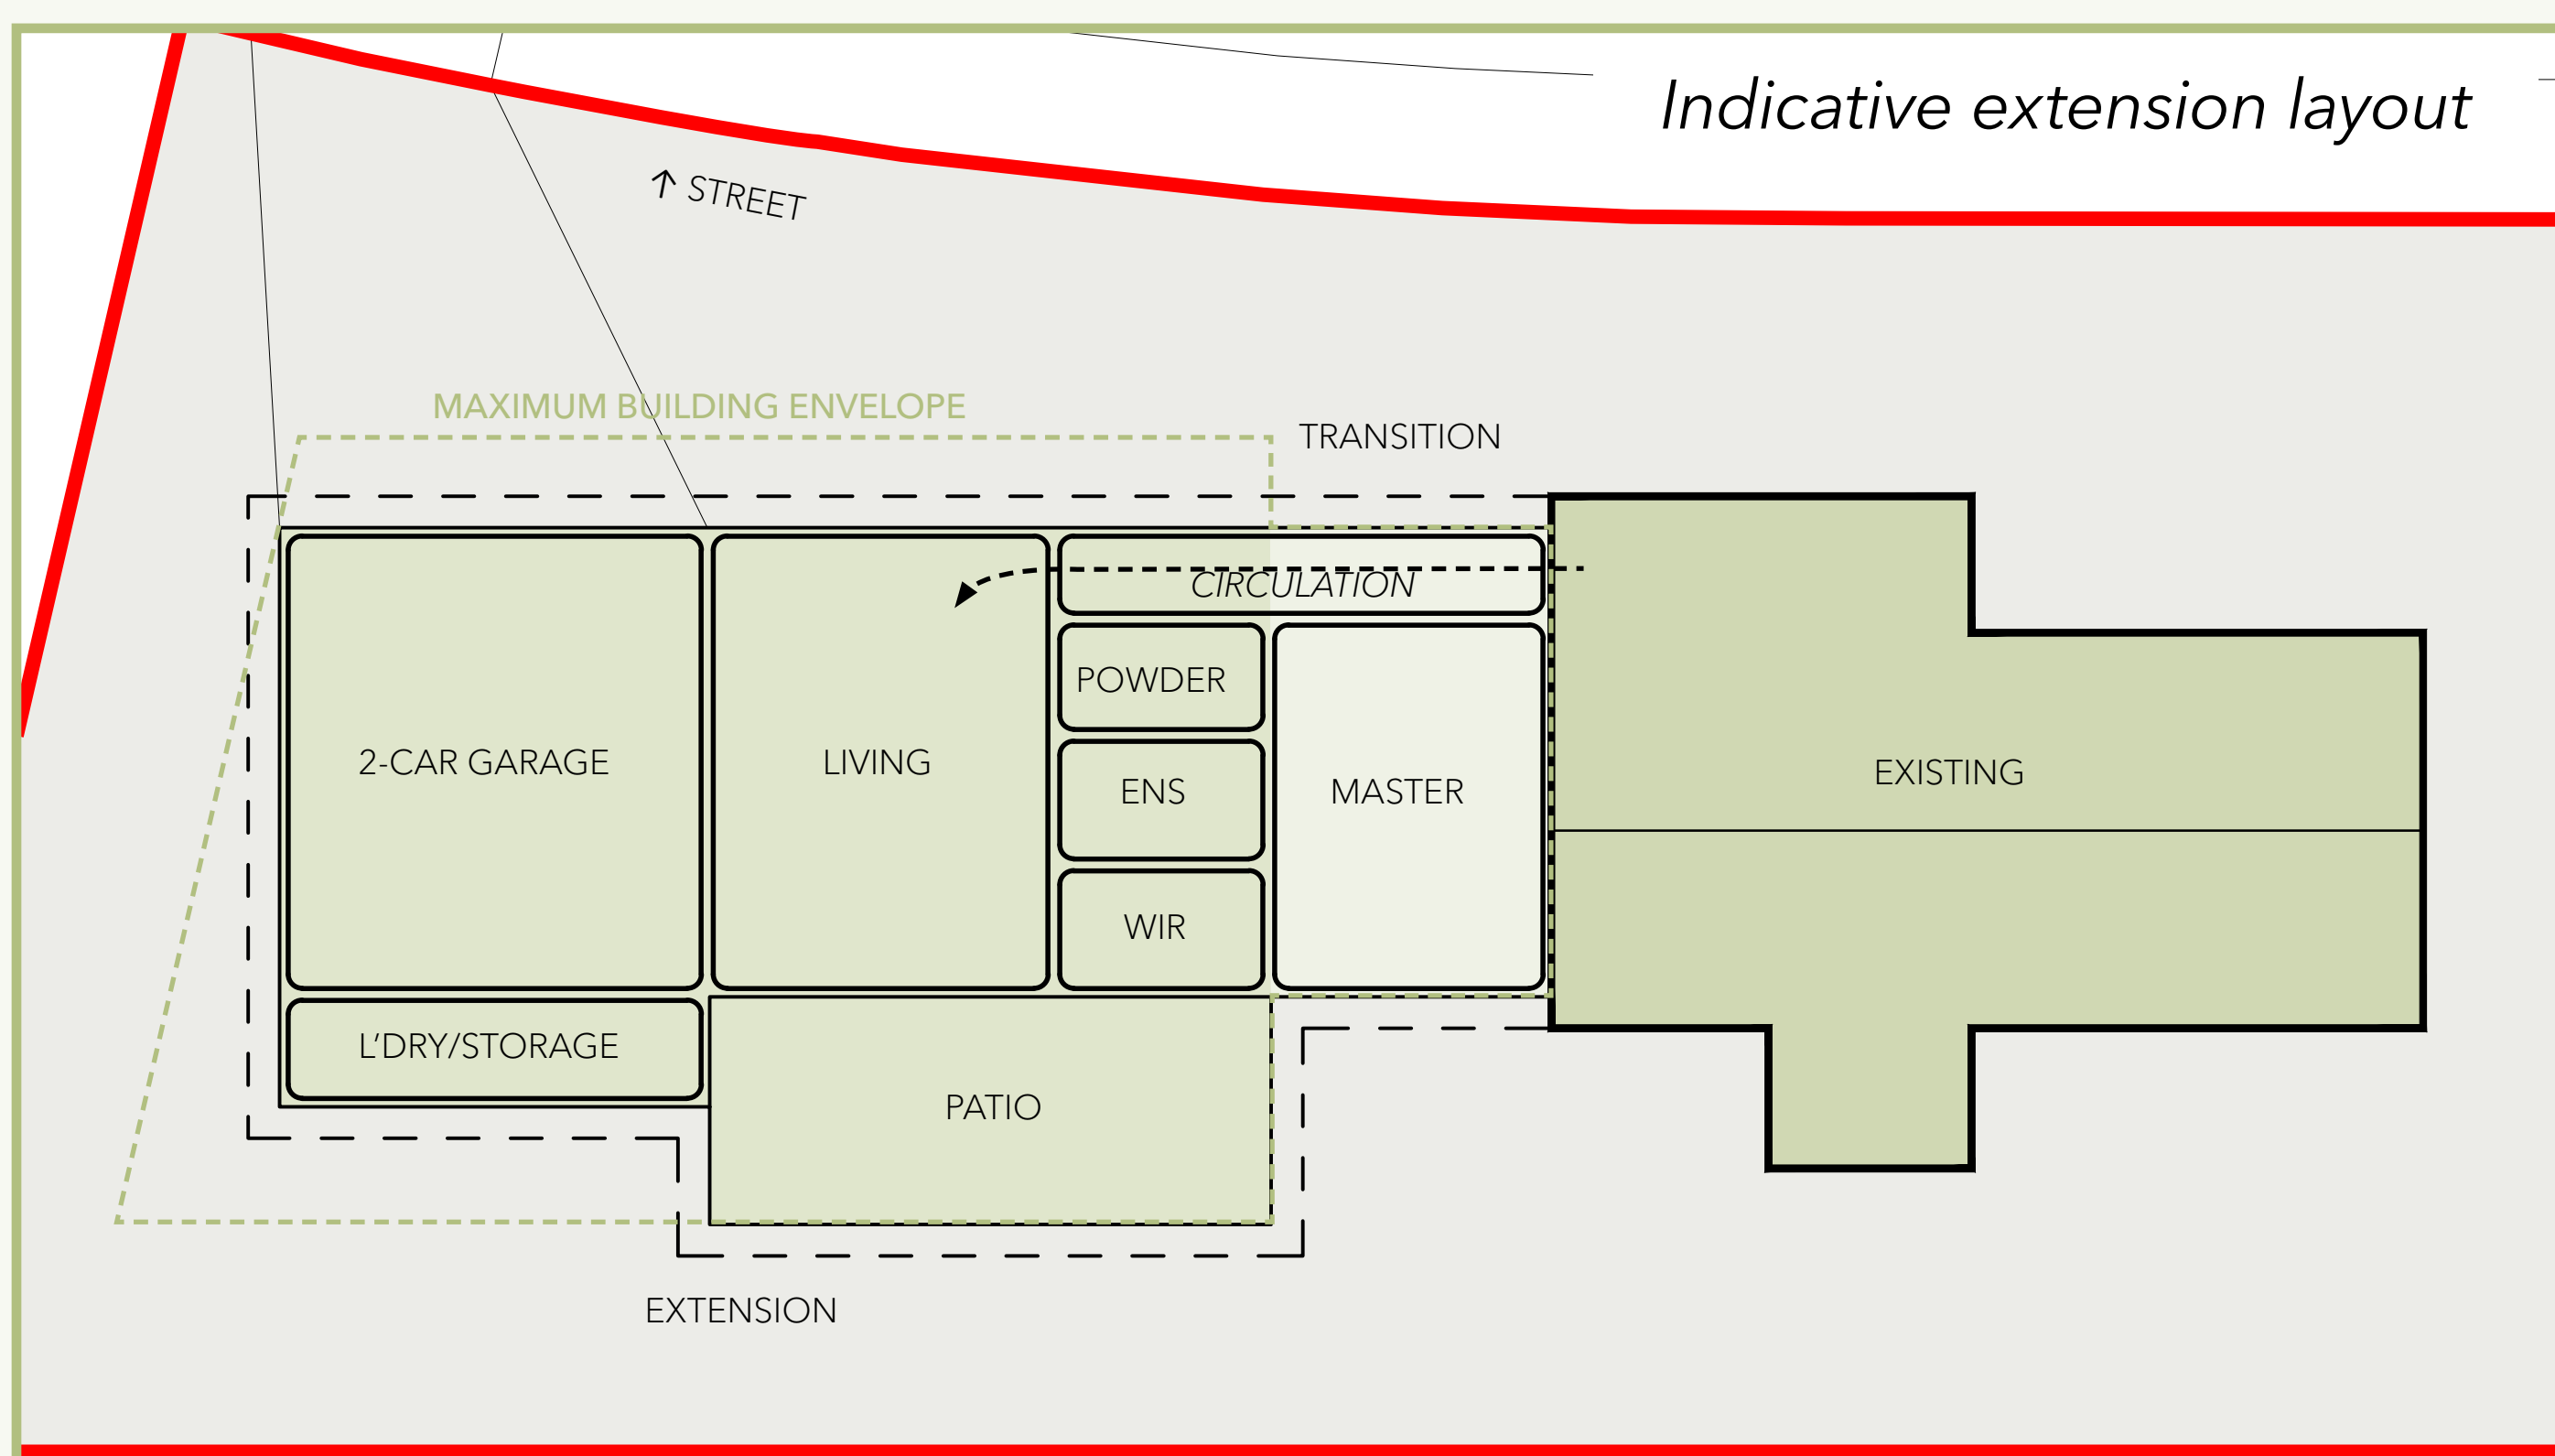 Indicative extension layout
↑ STREET
MAXIMUM BUILDING ENVELOPE
TRANSITION
CIRCULATION
POWDER
2-CAR GARAGE
LIVING
ENS
MASTER
EXISTING
WIR
L'DRY/STORAGE
PATIO
EXTENSION